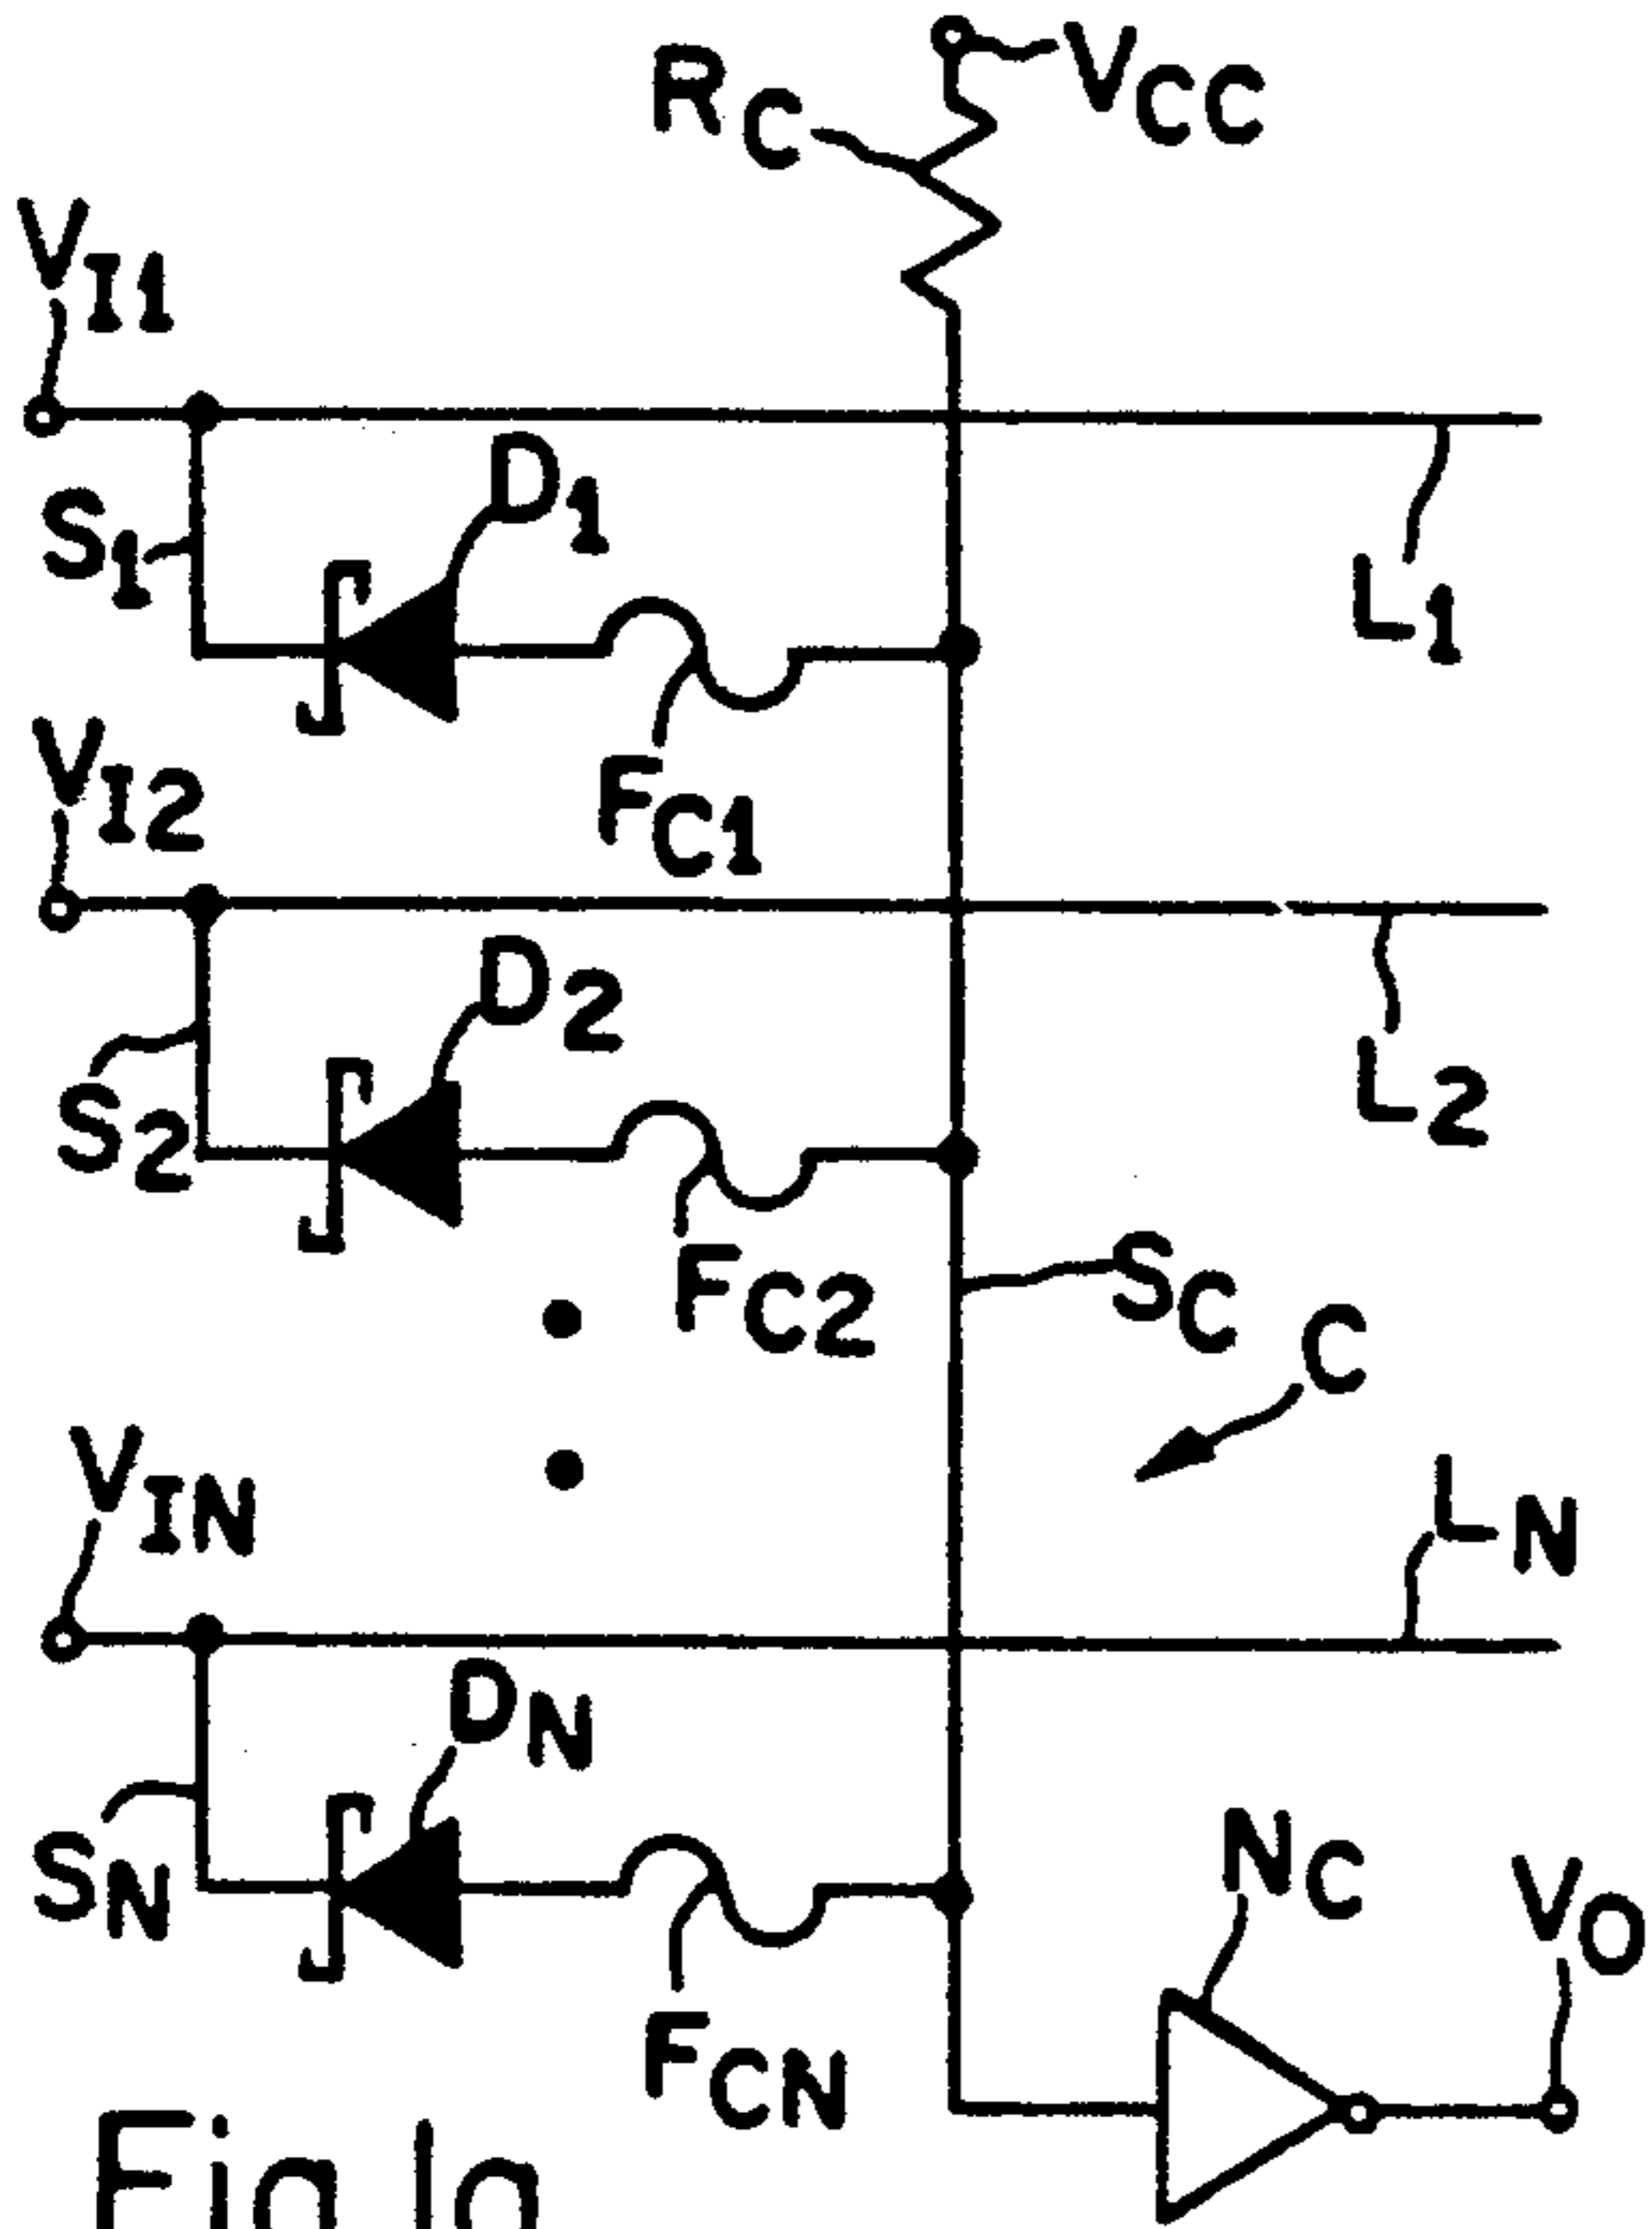 RC
VCC
VI1
D1
S1
L1
FC1
VI2
D2
S2
L2
FC2
SC
C
VIN
LN
DN
SN
NC
VO
FCN
Fig.1a